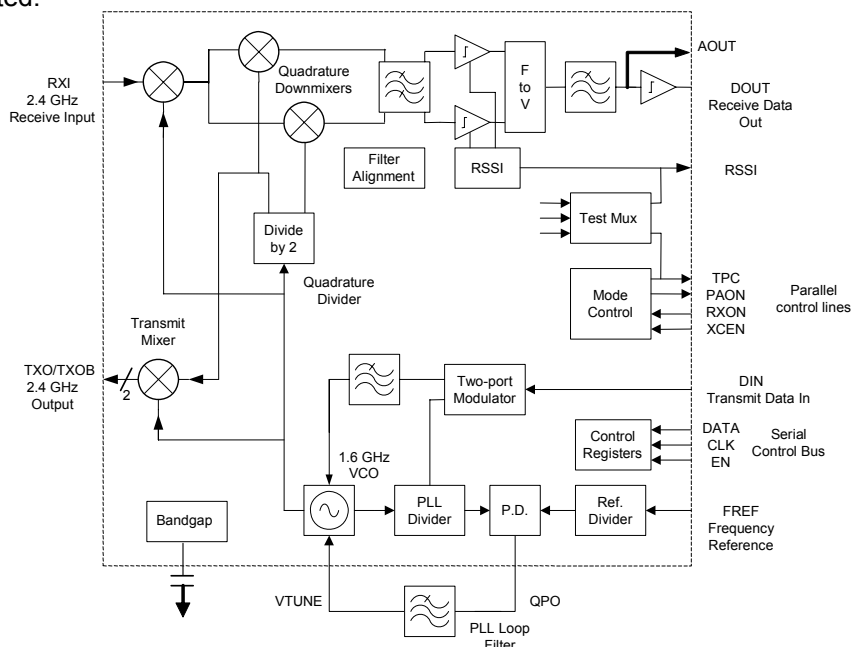 ted.
RXI
2.4 GHz
Receive Input
Quadrature
Downmixers
F
to
V
AOUT
DOUT
Receive Data
Out
Filter
Alignment
RSSI
RSSI
Test Mux
Divide
by 2
Quadrature
Divider
Mode
Control
TPC
PAON
RXON
XCEN
Parallel
control lines
Transmit
Mixer
TXO/TXOB
2.4 GHz
Output
2
Two-port
Modulator
DIN
Transmit Data In
Control
Registers
DATA
CLK
EN
Serial
Control Bus
1.6 GHz
VCO
Bandgap
PLL
Divider
P.D.
Ref.
Divider
FREF
Frequency
Reference
VTUNE
QPO
PLL Loop
Filter